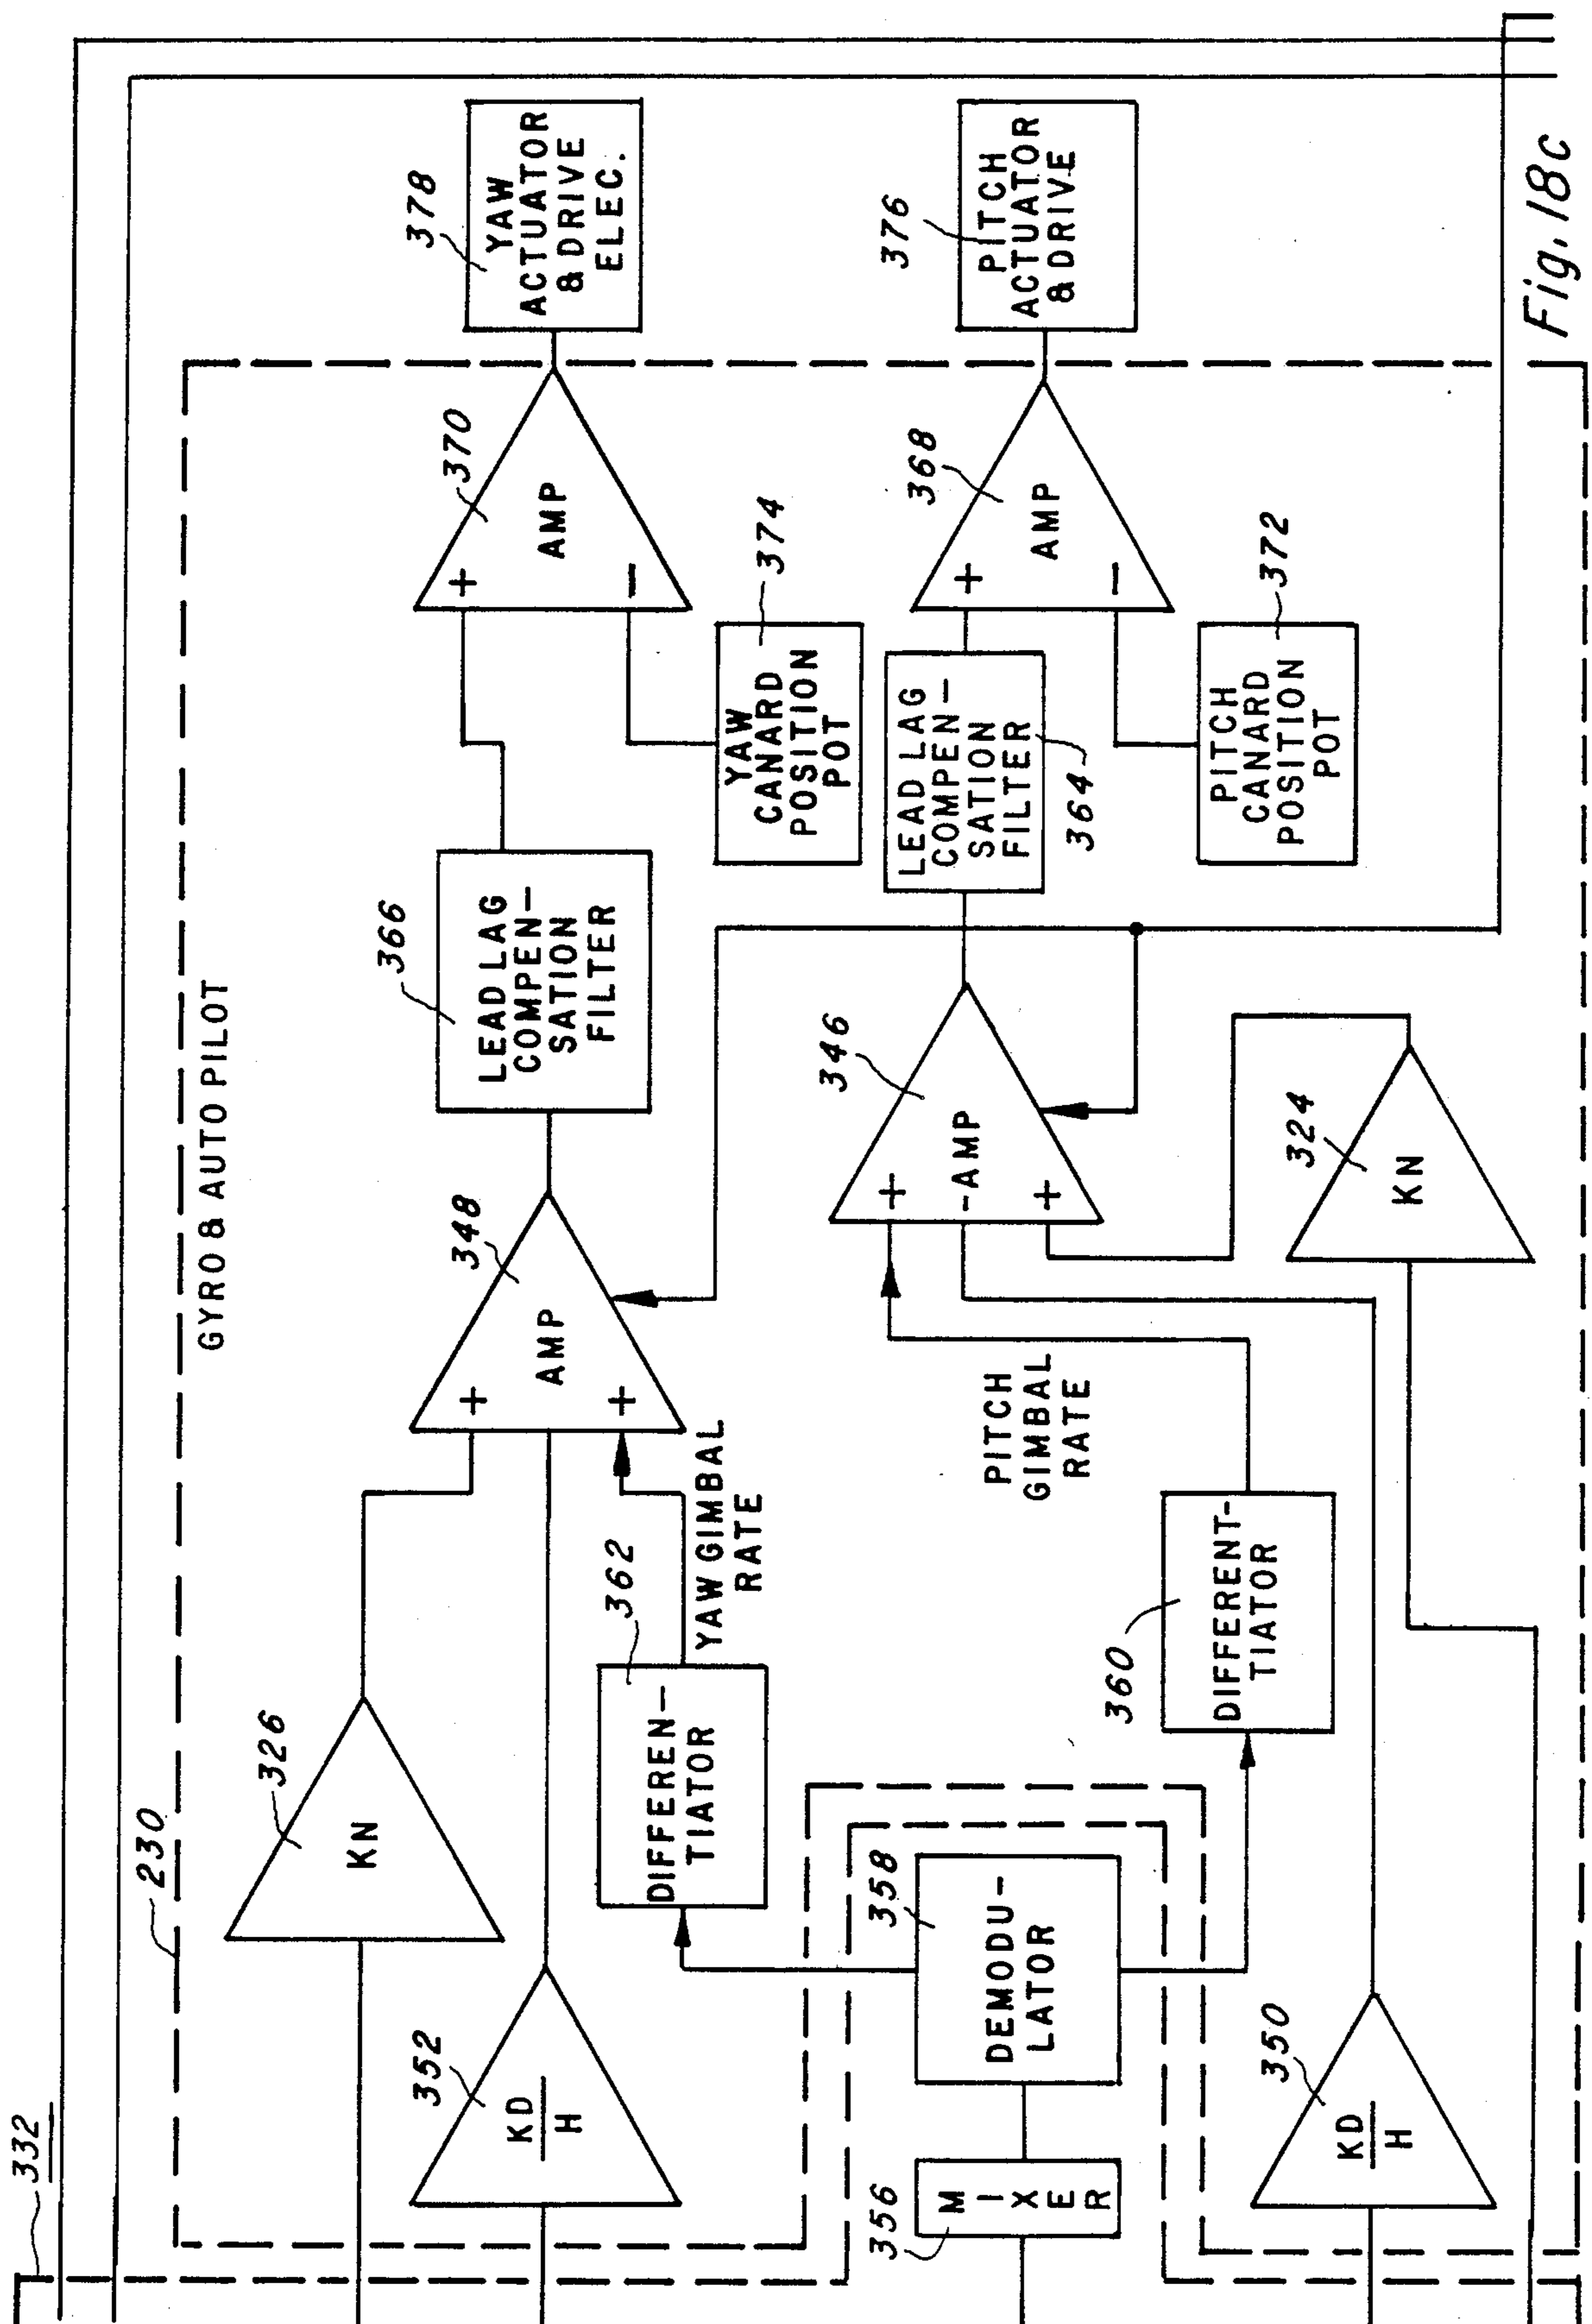 332
230
GYRO & AUTO PILOT
326
KN
352
KD
H
362
DIFFEREN–
TIATOR
YAW GIMBAL
RATE
348
+
AMP
+
366
LEAD LAG
COMPEN–
SATION
FILTER
370
+
AMP
–
374
YAW
CANARD
POSITION
POT
378
YAW
ACTUATOR
& DRIVE
ELEC.
356
MIXER
358
DEMODU–
LATOR
350
KD
H
360
DIFFERENT-
TIATOR
PITCH
GIMBAL
RATE
346
+
-AMP
+
324
KN
LEAD LAG
COMPEN–
SATION
FILTER
364
368
+
AMP
–
372
PITCH
CANARD
POSITION
POT
376
PITCH
ACTUATOR
& DRIVE
Fig. 18c